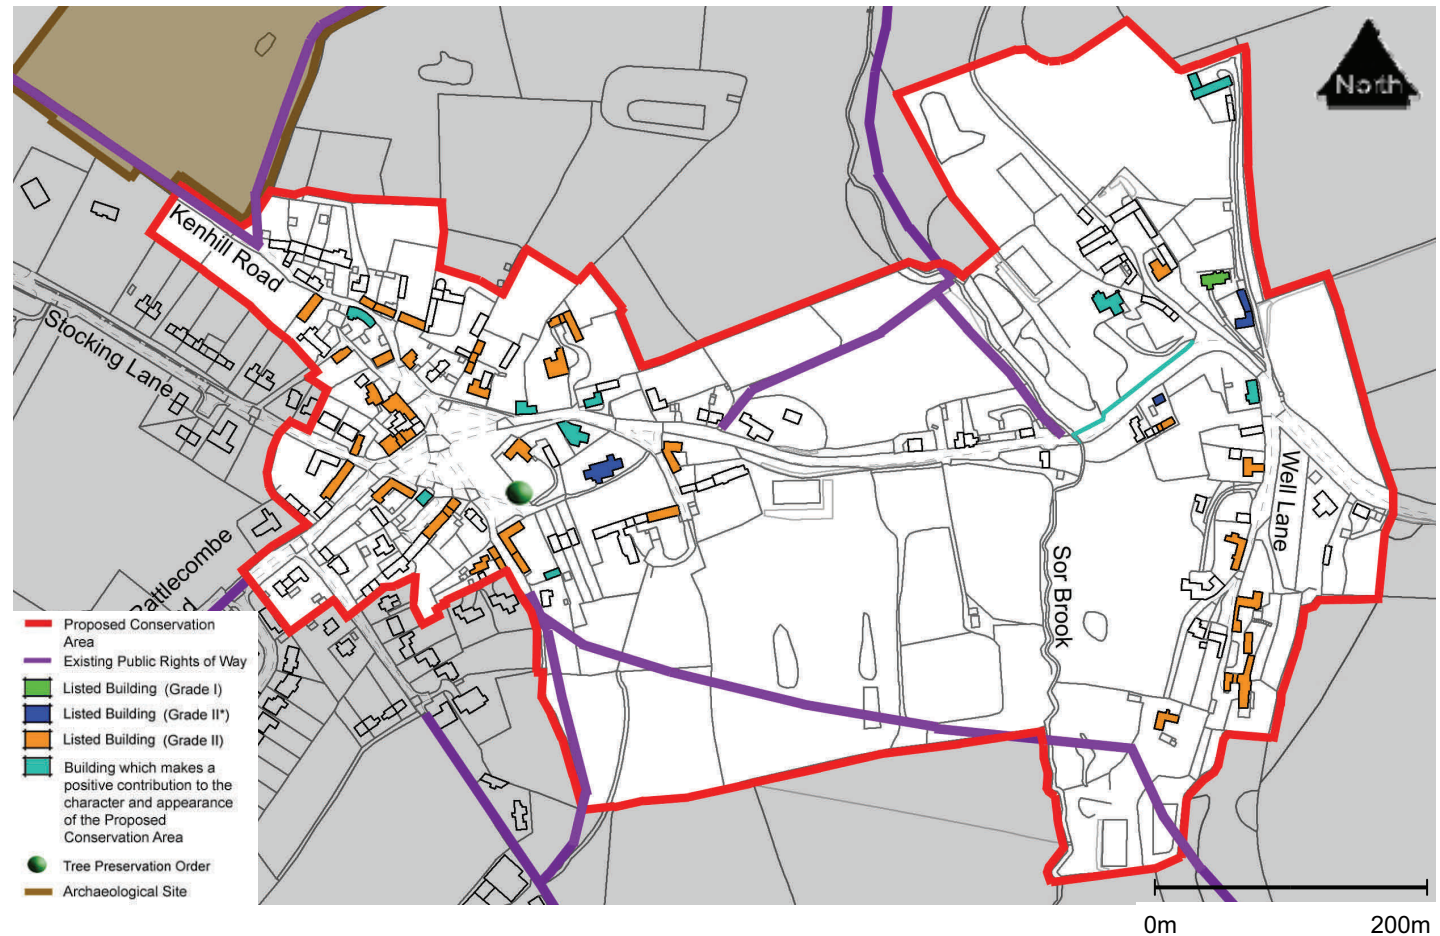 North
Kenhill Road
Stocking Lane
Battlecombe
Well Lane
Sor Brook
Proposed Conservation
Area
Existing Public Rights of Way
Listed Building (Grade I)
Listed Building (Grade II*)
Listed Building (Grade II)
Building which makes a
positive contribution to the
character and appearance
of the Proposed
Conservation Area
Tree Preservation Order
Archaeological Site
0m
200m